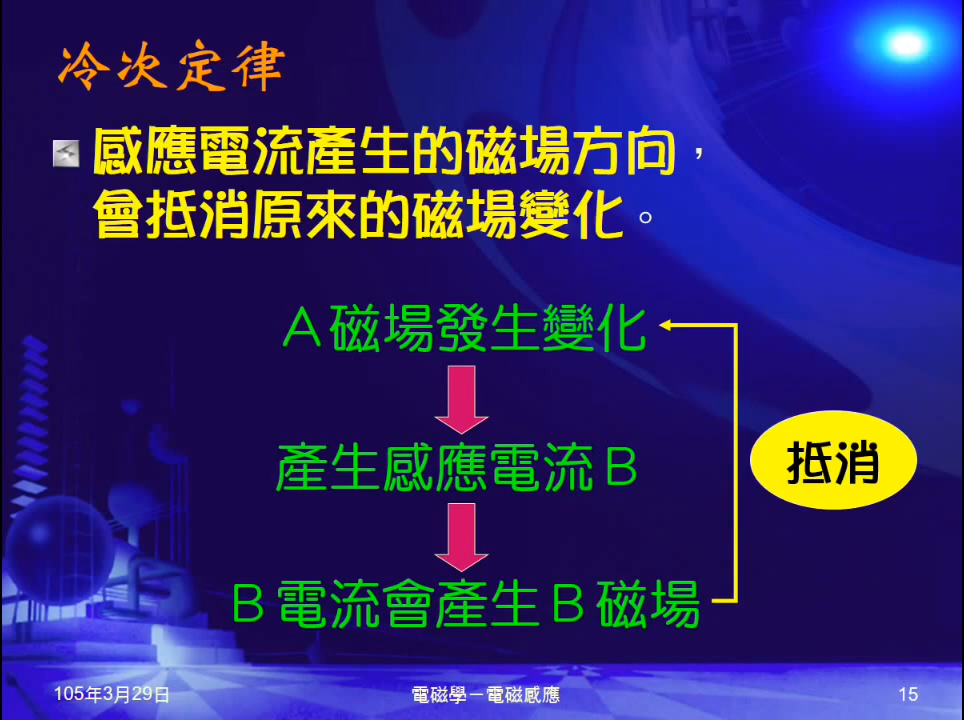 冷次定律
感應電流產生的磁場方向，
會抵消原來的磁場變化。
A磁場發生變化
產生感應電流B
抵消
B電流會產生B磁場
105年3月29日
電磁學－電磁感應
15